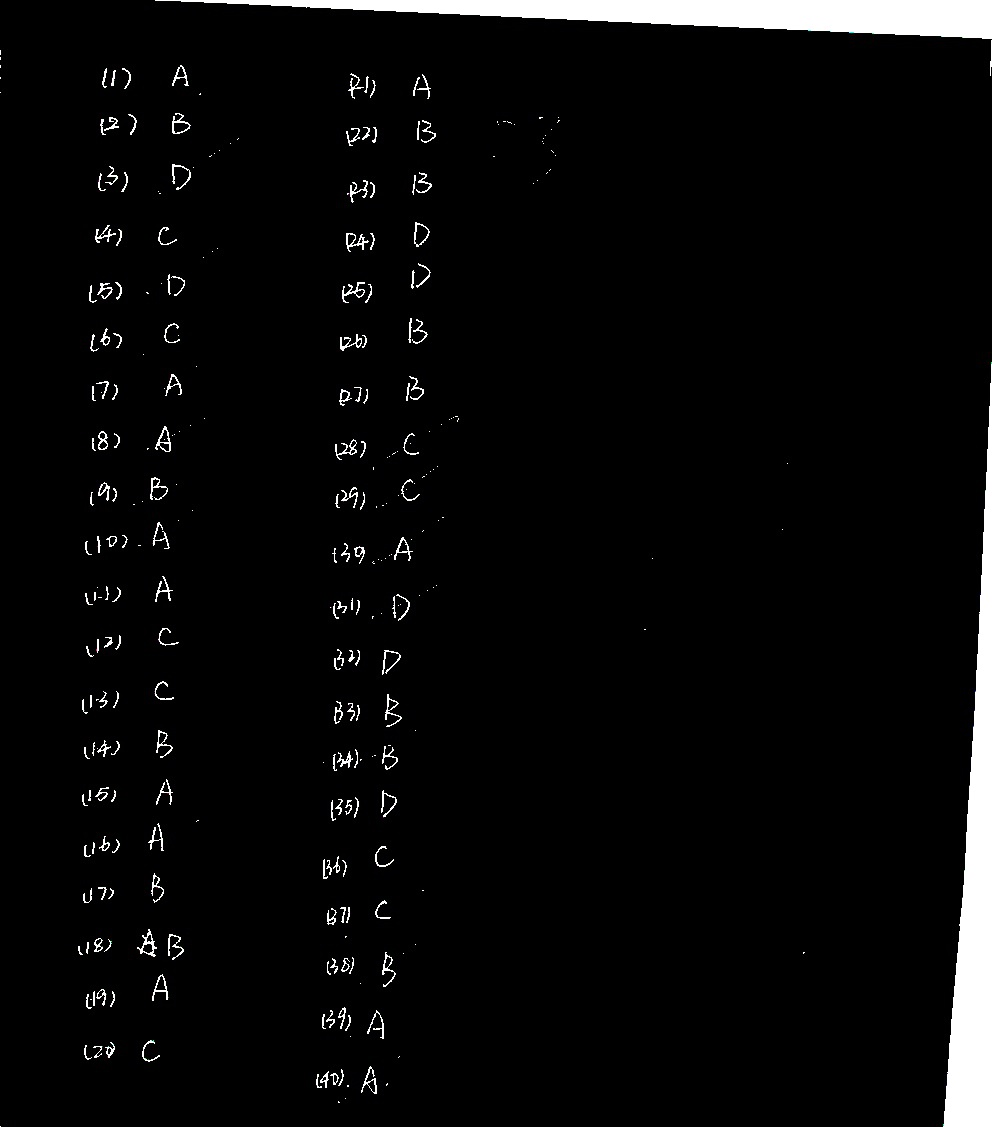 (1) A
(2) B
(3) D
(4) C
(5) D
(6) C
(7) A
(8) A
(9) B
(10) A
(11) A
(12) C
(13) C
(14) B
(15) A
(16) A
(17) B
(18) B
(19) A
(20) C
(21) A
(22) B
(23) B
(24) D
(25) D
(26) B
(27) B
(28) C
(29) C
(30) A
(31) D
(32) D
(33) B
(34) B
(35) D
(36) C
(37) C
(38) B
(39) A
(40) A